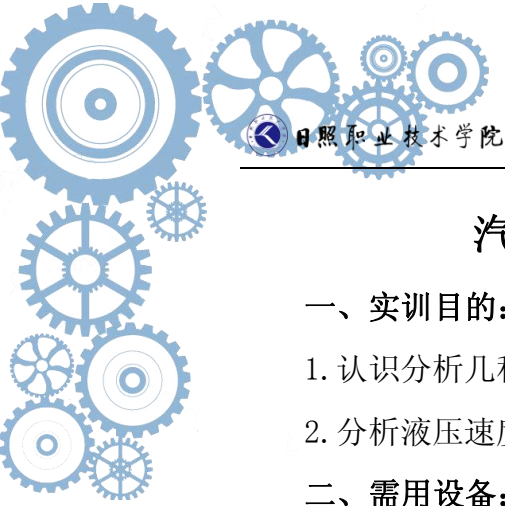 日照职业技术学院
汽
一、实训目的：
1.认识分析几
2.分析液压速
二、需用设备：